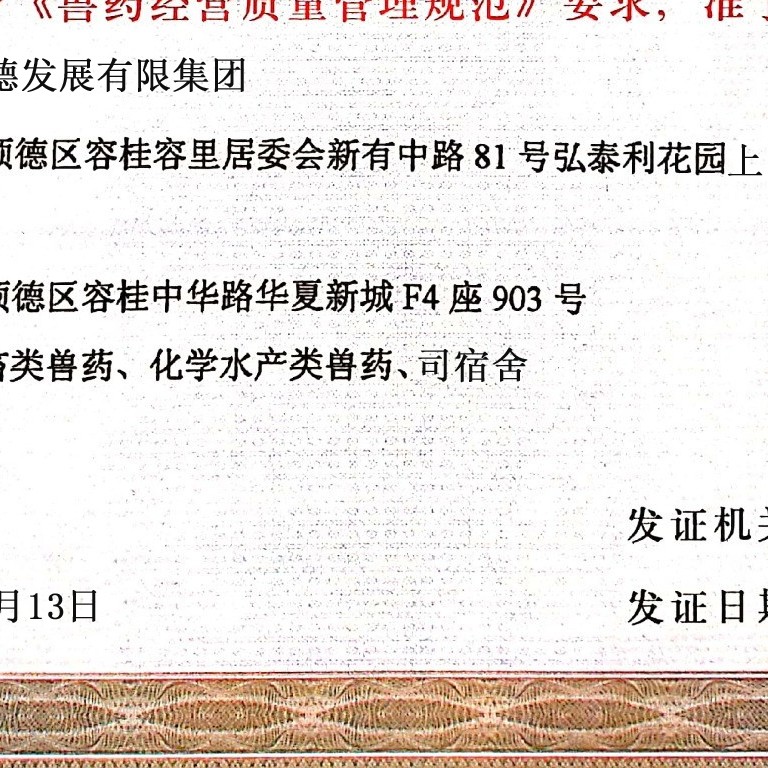 《兽药经营质量管理规范》要求，准
德发展有限集团
顺德区容桂容里居委会新有中路 81 号弘泰利花园上
顺德区容桂中华路华夏新城 F4 座 903 号
畜类兽药、化学水产类兽药、司宿舍
发证机关
月13日
发证日期